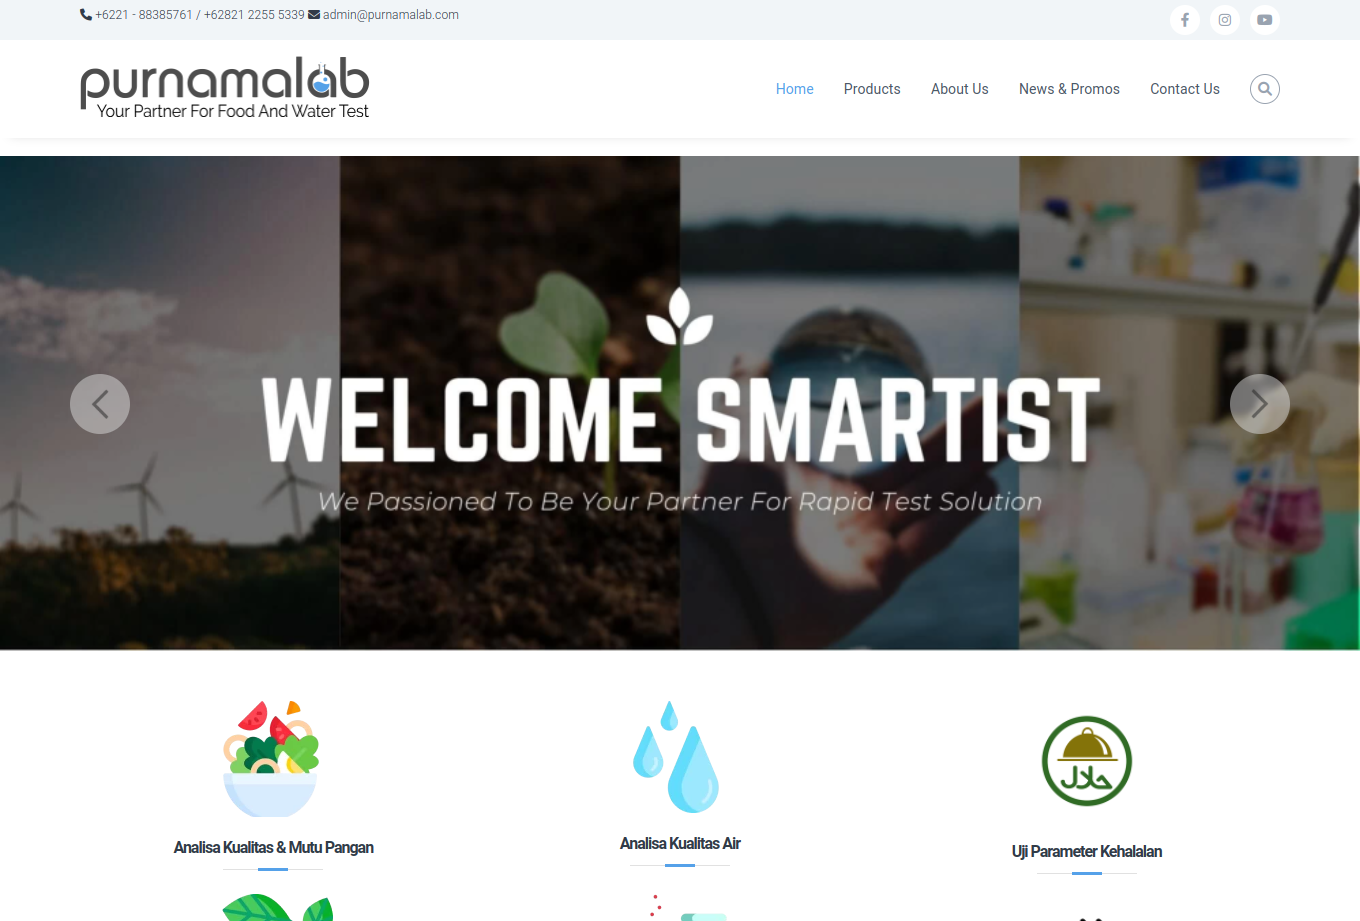 +6221 - 88385761 / +62821 2255 5339 admin@purnamalab.com
purnamalab
Your Partner For Food And Water Test
Home Products About Us News & Promos Contact Us
WELCOME SMARTIST
We Passioned To Be Your Partner For Rapid Test Solution
حلال
Analisa Kualitas & Mutu Pangan
Analisa Kualitas Air
Uji Parameter Kehalalan